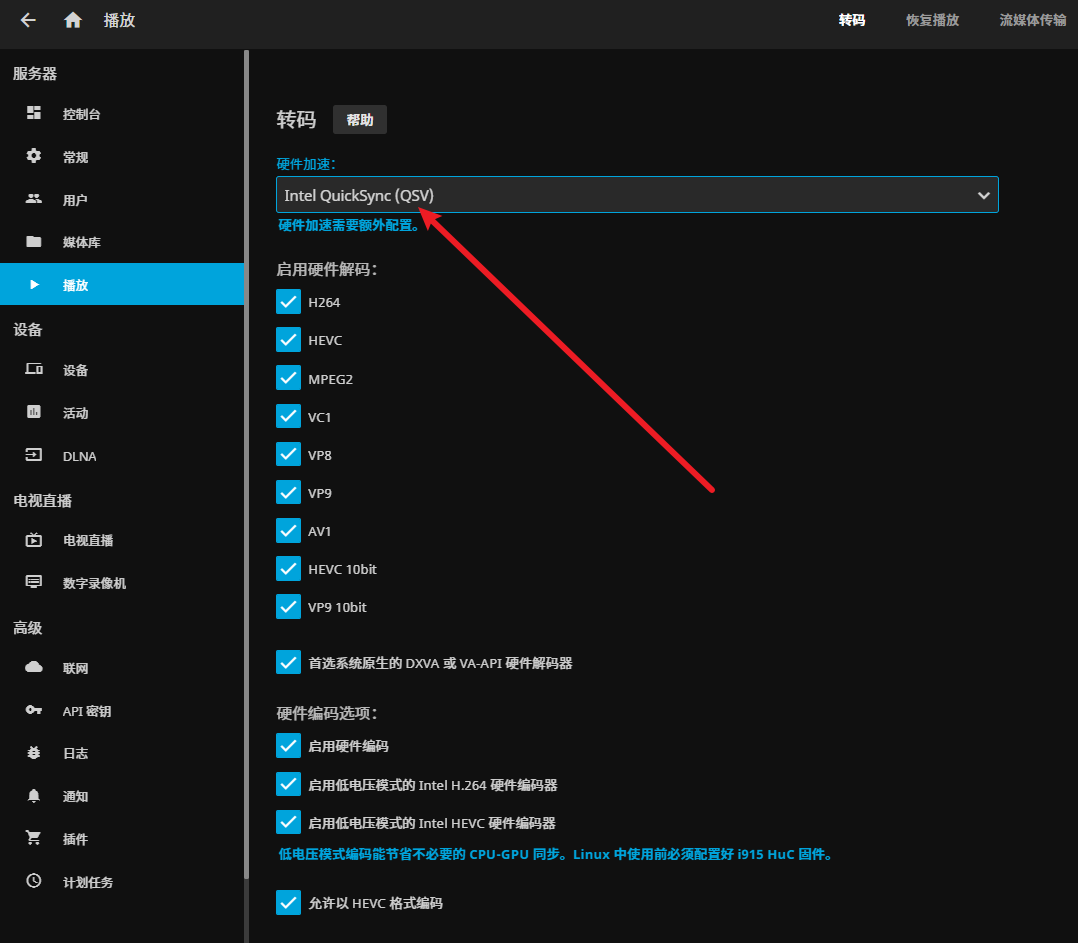 播放
转码
恢复播放
流媒体传输
服务器
控制台
常规
用户
媒体库
播放
设备
设备
活动
DLNA
电视直播
电视直播
数字录像机
高级
联网
API 密钥
日志
通知
插件
计划任务
转码
帮助
硬件加速：
Intel QuickSync (QSV)
硬件加速需要额外配置。
启用硬件解码：
H264
HEVC
MPEG2
VC1
VP8
VP9
AV1
HEVC 10bit
VP9 10bit
首选系统原生的 DXVA 或 VA-API 硬件解码器
硬件编码选项：
启用硬件编码
启用低电压模式的 Intel H.264 硬件编码器
启用低电压模式的 Intel HEVC 硬件编码器
低电压模式编码能节省不必要的 CPU-GPU 同步。Linux 中使用前必须配置好 i915 HuC 固件。
允许以 HEVC 格式编码